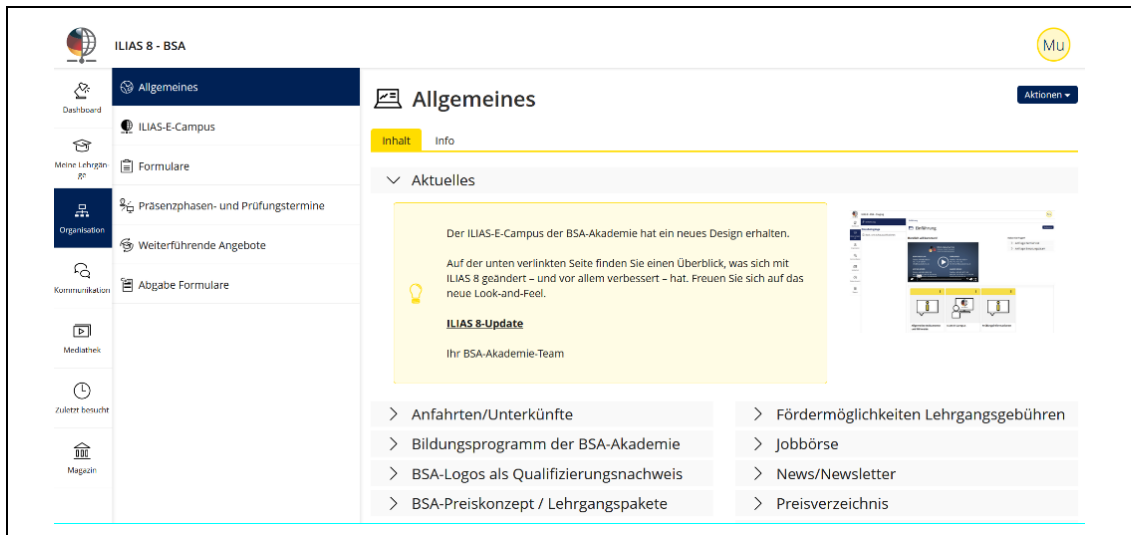 ILIAS 8 - BSA
Mu
Dashboard
Meine Lehrgän-
ge
Organisation
Kommunikation
Mediathek
Zuletzt besucht
Magazin
Allgemeines
ILIAS-E-Campus
Formulare
Präsenzphasen- und Prüfungstermine
Weiterführende Angebote
Abgabe Formulare
Allgemeines
Aktionen
Inhalt
Info
Aktuelles
Der ILIAS-E-Campus der BSA-Akademie hat ein neues Design erhalten.
Auf der unten verlinkten Seite finden Sie einen Überblick, was sich mit
ILIAS 8 geändert – und vor allem verbessert – hat. Freuen Sie sich auf das
neue Look-and-Feel.
ILIAS 8-Update
Ihr BSA-Akademie-Team
Einführung
Anfahrten/Unterkünfte
Bildungsprogramm der BSA-Akademie
BSA-Logos als Qualifizierungsnachweis
BSA-Preiskonzept / Lehrgangspakete
Fördermöglichkeiten Lehrgangsgebühren
Jobbörse
News/Newsletter
Preisverzeichnis